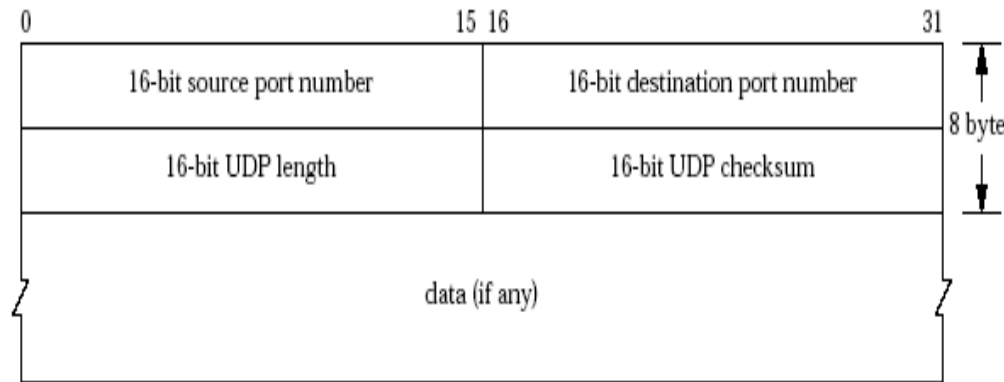 0 15 16 31
16-bit source port number 16-bit destination port number
8 byte
16-bit UDP length 16-bit UDP checksum
data (if any)